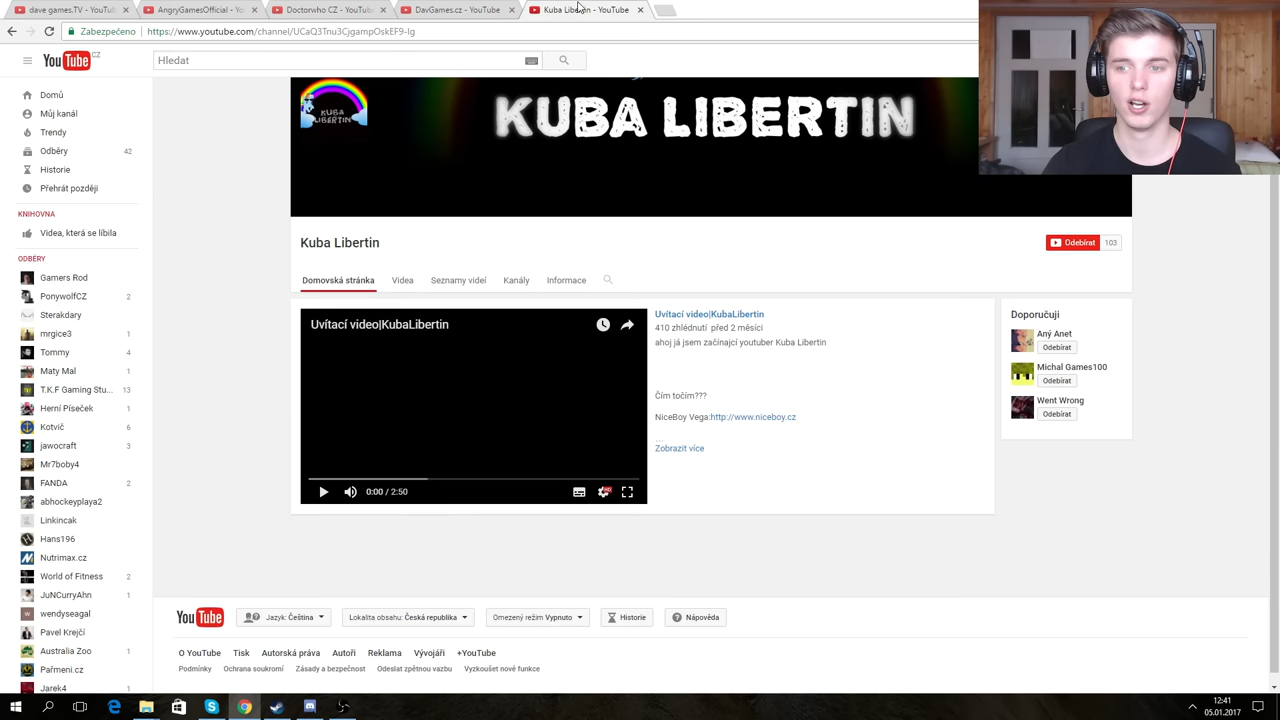 dave games.TV - YouTu
AngryGamesOfficial - Yo
Doctorwho CZ - YouTube
DavGames.cz - YouTube
Kuba Libertin - YouTube
Zabezpečeno
https://www.youtube.com/channel/UCaQ3Tnu3CjgampOskEF9-Ig
YouTube CZ
Hledat
KUBA LIBERTIN
KUBA LIBERTIN
Domů
Můj kanál
Trendy
Odběry 42
Historie
Přehrát později
KNIHOVNA
Videa, která se líbila
ODBĚRY
Gamers Rod
PonywolfCZ 2
Sterakdary
mrgice3 1
Tommy 4
Maty Mal 1
T.K.F Gaming Stu... 13
Herní Píseček 1
Kotvič 6
jawocraft 3
Mr7boby4
FANDA 2
abhockeyplaya2
Linkincak
Hans196
Nutrimax.cz
World of Fitness 2
JuNCurryAhn 1
wendyseagal
Pavel Krejčí
Australia Zoo 1
Pařmeni.cz
Jarek4 1
Kuba Libertin
Odebírat 103
Domovská stránka
Videa
Seznamy videí
Kanály
Informace
Uvítací video|KubaLibertin
0:00 / 2:50
HD
Uvítací video|KubaLibertin
410 zhlédnutí před 2 měsíci
ahoj já jsem začínající youtuber Kuba Libertin
Čím točím???
NiceBoy Vega:http://www.niceboy.cz
...
Zobrazit více
Doporučuji
Aný Anet
Odebírat
Michal Games100
Odebírat
Went Wrong
Odebírat
YouTube
Jazyk: Čeština
Lokalita obsahu: Česká republika
Omezený režim Vypnuto
Historie
Nápověda
O YouTube
Tisk
Autorská práva
Autoři
Reklama
Vývojáři
+YouTube
Podmínky
Ochrana soukromí
Zásady a bezpečnost
Odeslat zpětnou vazbu
Vyzkoušet nové funkce
12:41
05.01.2017